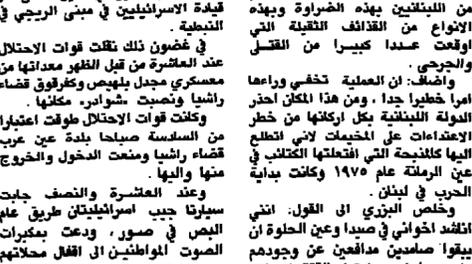 من اللبنانيين بهذه الضراوة وبهذه
الانواع من القذائف الثقيلة التي
اوقعت عددا كبيرا من القتلى
والجرحى .
واضاف: ان العملية تخفي وراءها
امرا خطيرا جدا ، ومن هذا المكان احذر
الدولة اللبنانية بكل اركانها من خطر
الاعتداءات على المخيمات لاني اتطلع
اليها كالمذبحة التي افتعلتها الكتائب في
عين الرمانة عام ١٩٧٥ وكانت بداية
الحرب في لبنان .
وخلص البزري الى القول: انني
اناشد اخواني في صيدا وعين الحلوة ان
يبقوا صامدين مدافعين عن وجودهم
قيادة الاسرائيليين في مبنى الريجي في
النبطية .
في غضون ذلك نقلت قوات الاحتلال
عند العاشرة من قبل الظهر معداتها من
معسكري مجدل بلهيص وكفرقوق قضاء
راشيا ونصبت «شوادر» مكانها .
وكانت قوات الاحتلال طوقت اعتبارا
من السادسة صباحا بلدة عين عرب
قضاء راشيا ومنعت الدخول والخروج
منها واليها .
وعند العاشرة والنصف جابت
سيارتا جيب اسرائيليتان طريق عام
البص في صور ، ودعت بمكبرات
الصوت المواطنين الى اقفال محلاتهم